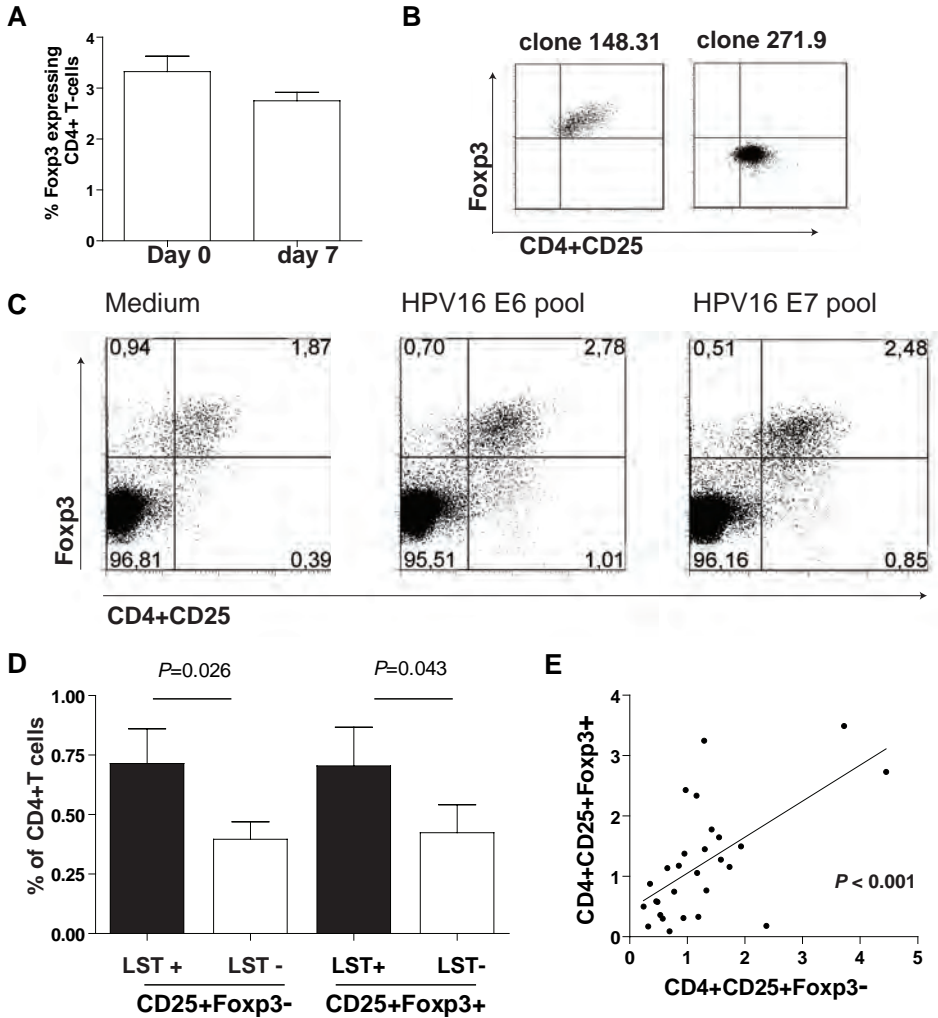 A
% Foxp3 expressing
CD4+ T-cells
4
3
2
1
0
Day 0
day 7
B
clone 148.31
clone 271.9
Foxp3
CD4+CD25
C
Medium
HPV16 E6 pool
HPV16 E7 pool
0,94
1,87
0,70
2,78
0,51
2,48
Foxp3
96,81
0,39
95,51
1,01
96,16
0,85
CD4+CD25
D
P=0.026
P=0.043
% of CD4+T cells
1.00
0.75
0.50
0.25
0.00
LST +
LST -
LST+
LST-
CD25+Foxp3-
CD25+Foxp3+
E
CD4+CD25+Foxp3+
4
3
2
1
0
P < 0.001
0 1 2 3 4 5
CD4+CD25+Foxp3-